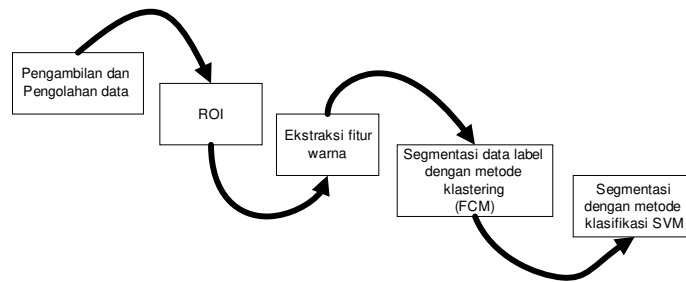 Pengambilan dan
Pengolahan data
ROI
Ekstraksi fitur
warna
Segmentasi data label
dengan metode
klastering
(FCM)
Segmentasi
dengan metode
klasifikasi SVM